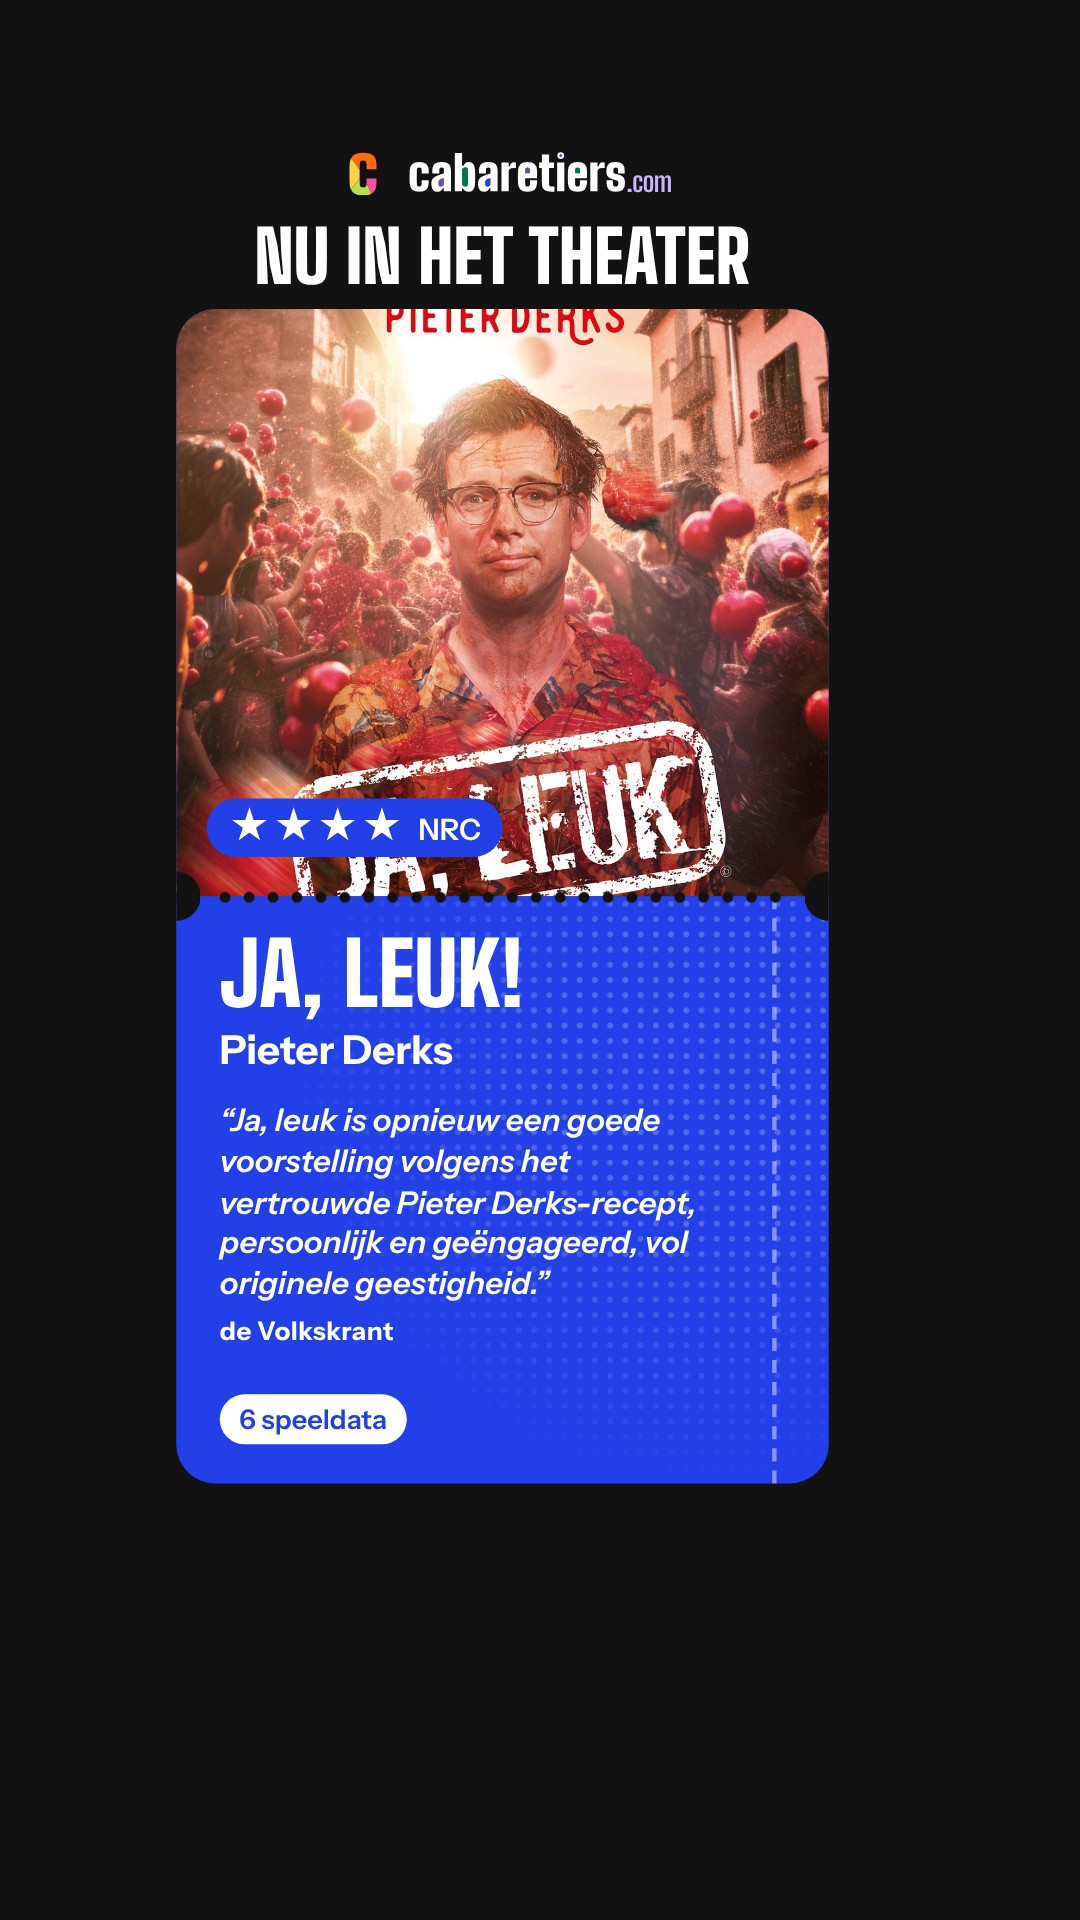 C cabaretiers.com
NU IN HET THEATER
PIETER DERKS
JA, LEUK
★★★★ NRC
JA, LEUK!
Pieter Derks
“Ja, leuk is opnieuw een goede
voorstelling volgens het
vertrouwde Pieter Derks-recept,
persoonlijk en geëngageerd, vol
originele geestigheid.”
de Volkskrant
6 speeldata